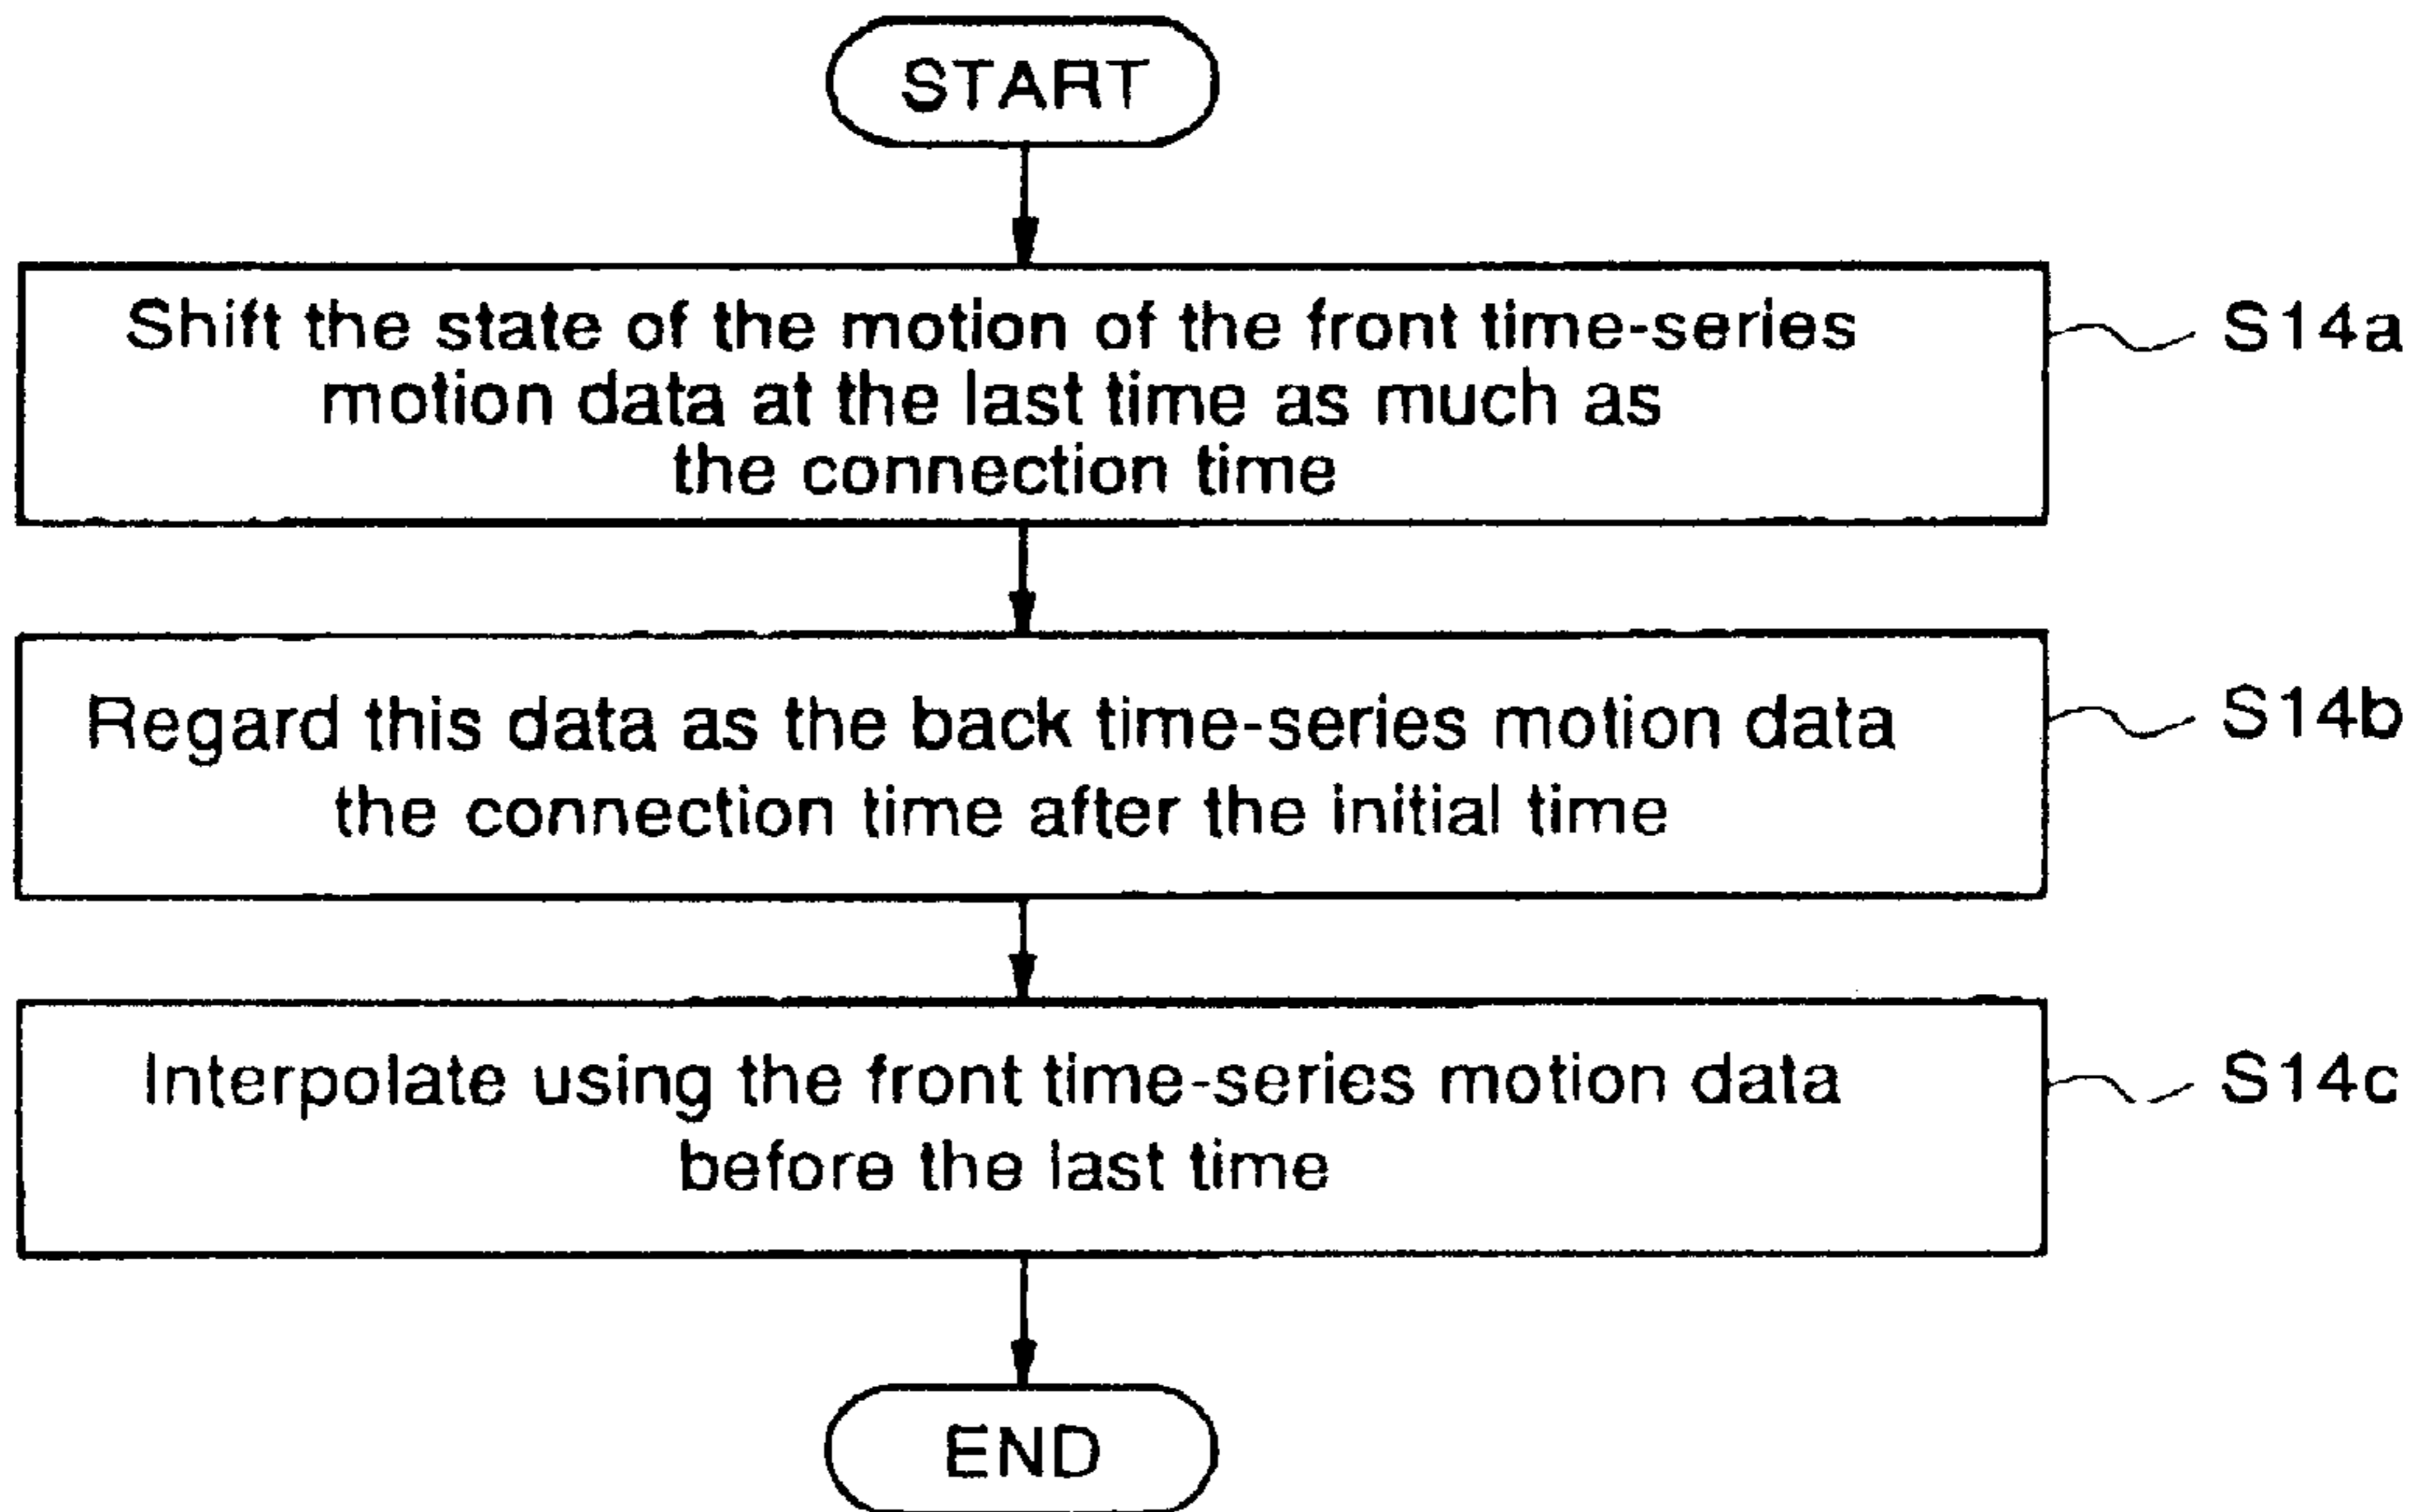 START
Shift the state of the motion of the front time-series
motion data at the last time as much as
the connection time
S14a
Regard this data as the back time-series motion data
the connection time after the initial time
S14b
Interpolate using the front time-series motion data
before the last time
S14c
END